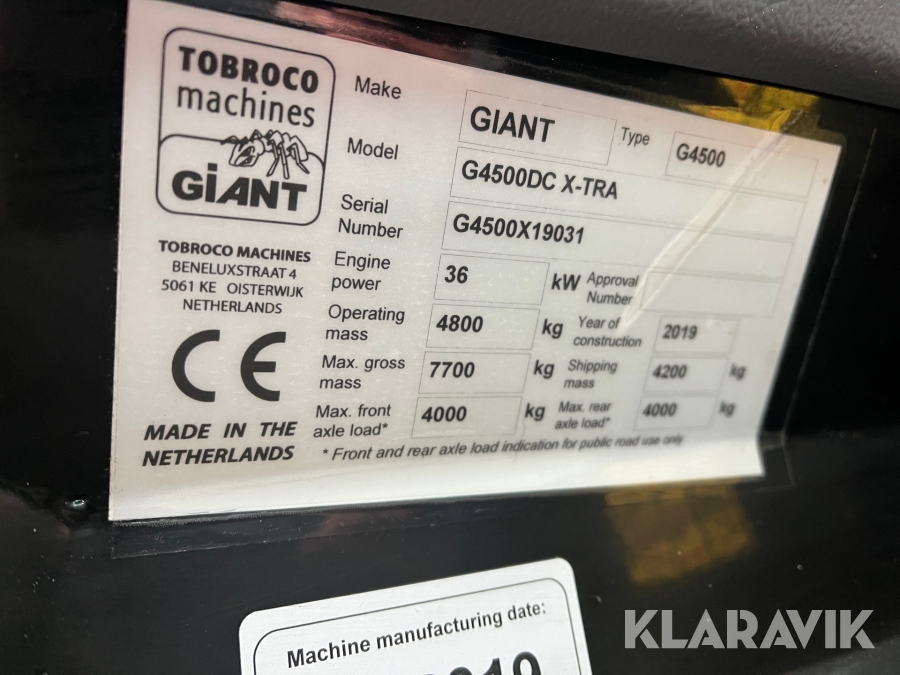 TOBROCO
machines
GiANT
TOBROCO MACHINES
BENELUXSTRAAT 4
5061 KE OISTERWIJK
NETHERLANDS
CE
MADE IN THE
NETHERLANDS
Make GIANT Type G4500
Model G4500DC X-TRA
Serial
Number G4500X19031
Engine
power 36 kW Approval
Number
Operating
mass 4800 kg Year of
construction 2019
Max. gross
mass 7700 kg Shipping
mass 4200 kg
Max. front
axle load* 4000 kg Max. rear
axle load* 4000 kg
* Front and rear axle load indication for public road use only
Machine manufacturing date:
KLARAVIK